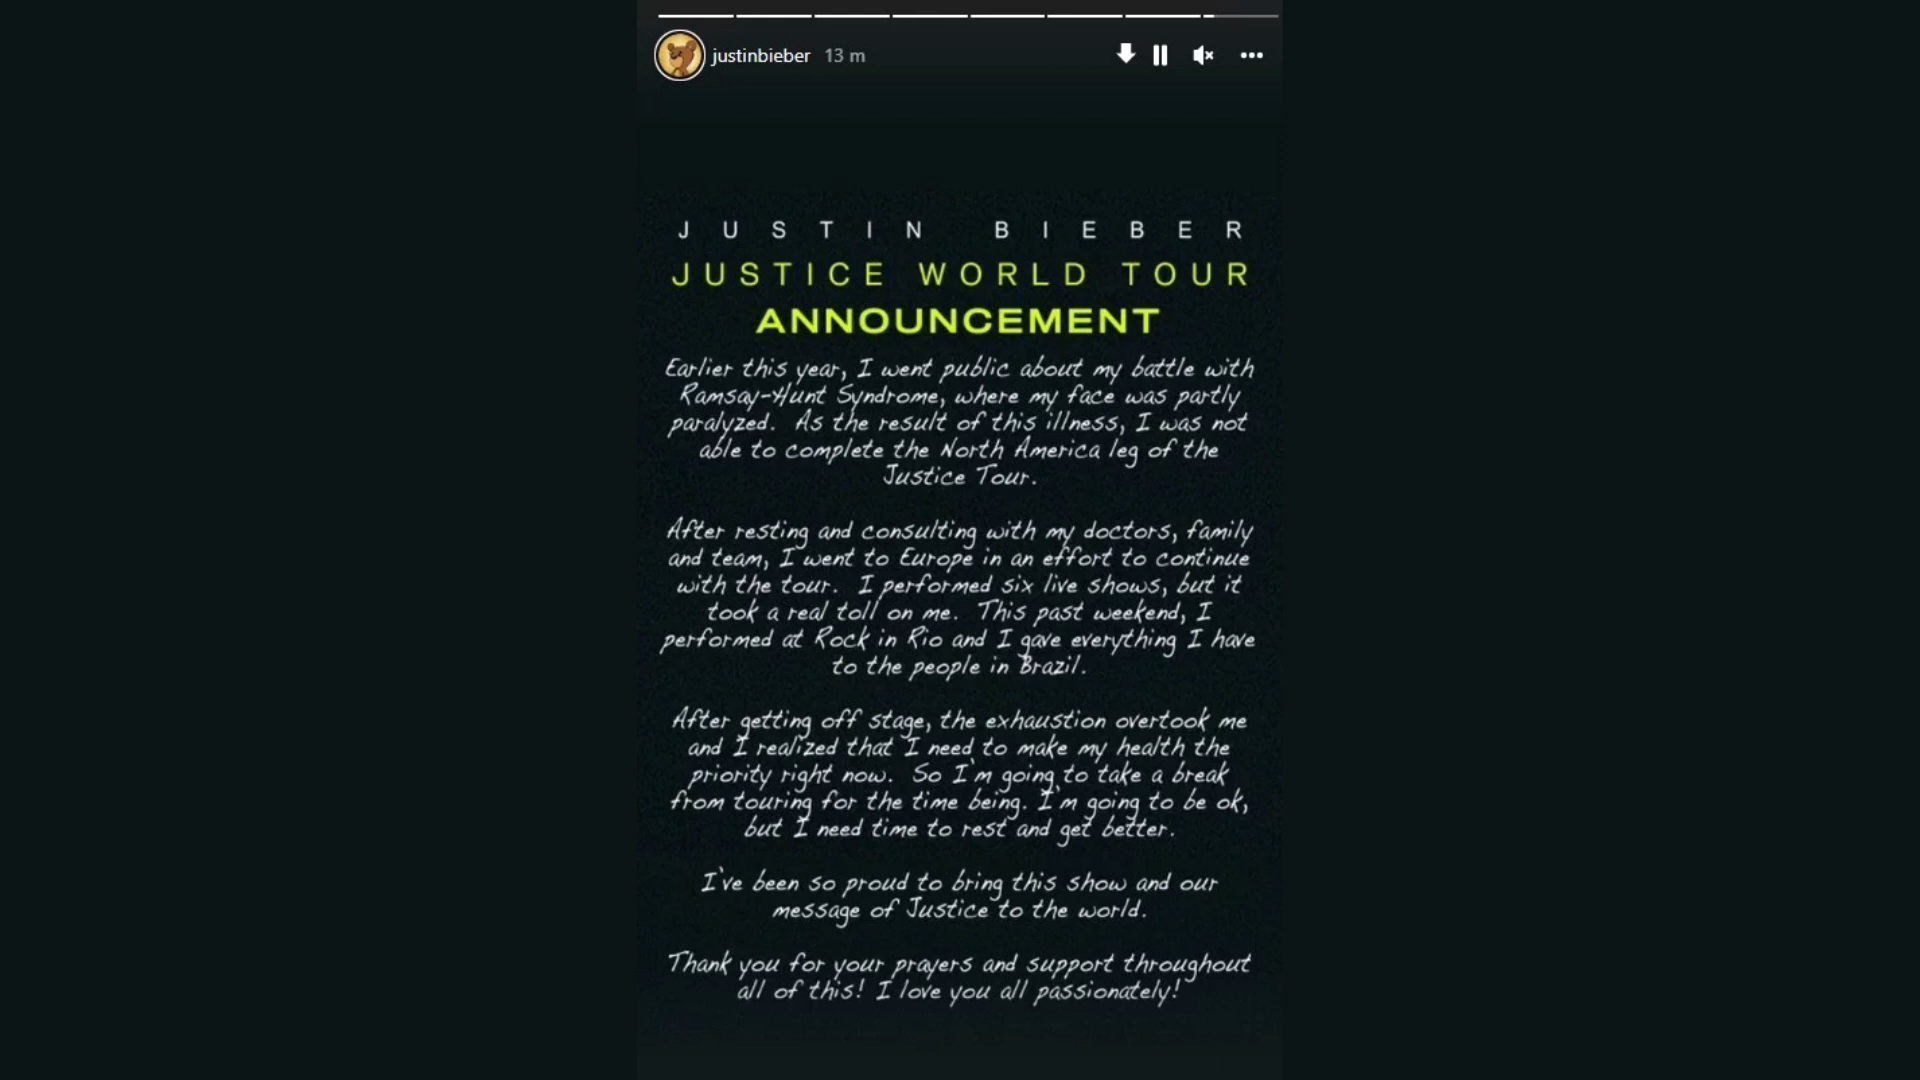 justinbieber 13 m
JUSTIN BIEBER
JUSTICE WORLD TOUR
ANNOUNCEMENT
Earlier this year, I went public about my battle with
Ramsay-Hunt Syndrome, where my face was partly
paralyzed. As the result of this illness, I was not
able to complete the North America leg of the
Justice Tour.
After resting and consulting with my doctors, family
and team, I went to Europe in an effort to continue
with the tour. I performed six live shows, but it
took a real toll on me. This past weekend, I
performed at Rock in Rio and I gave everything I have
to the people in Brazil.
After getting off stage, the exhaustion overtook me
and I realized that I need to make my health the
priority right now. So I'm going to take a break
from touring for the time being. I'm going to be ok,
but I need time to rest and get better.
I've been so proud to bring this show and our
message of Justice to the world.
Thank you for your prayers and support throughout
all of this! I love you all passionately!